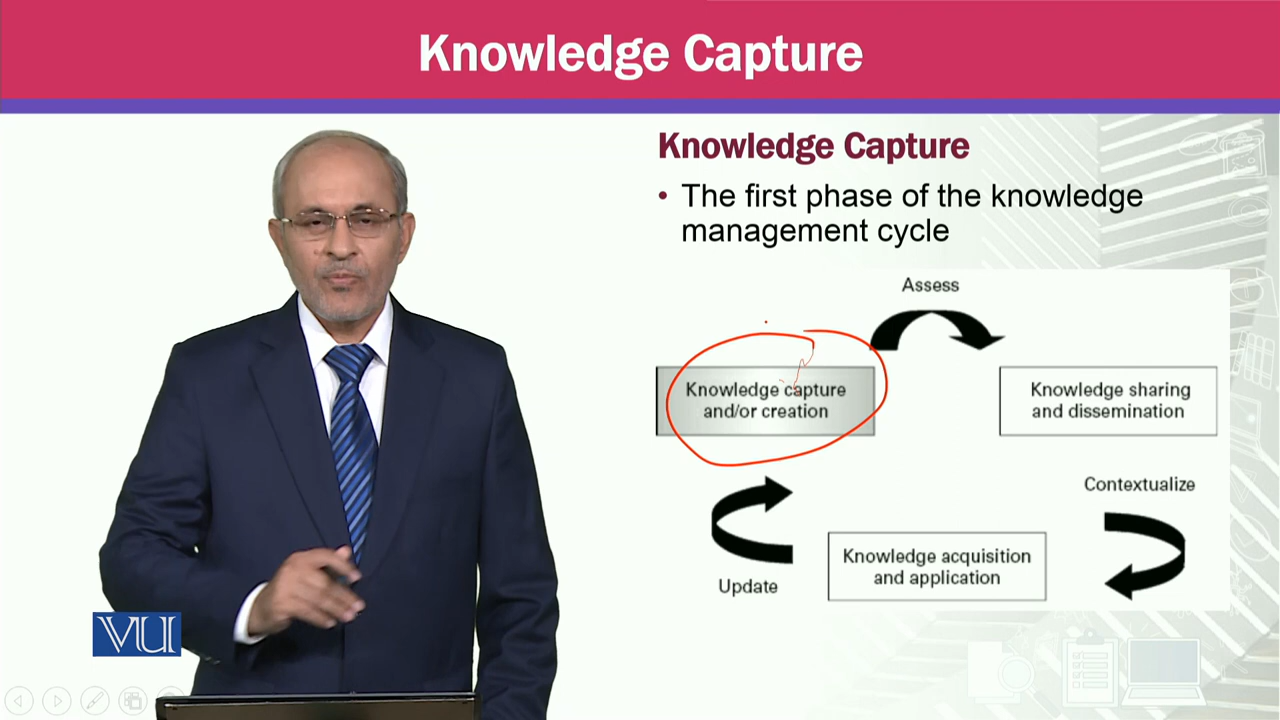 Knowledge Capture
Knowledge Capture
• The first phase of the knowledge
management cycle
Assess
Knowledge capture
and/or creation
Knowledge sharing
and dissemination
Contextualize
Knowledge acquisition
and application
Update
VU